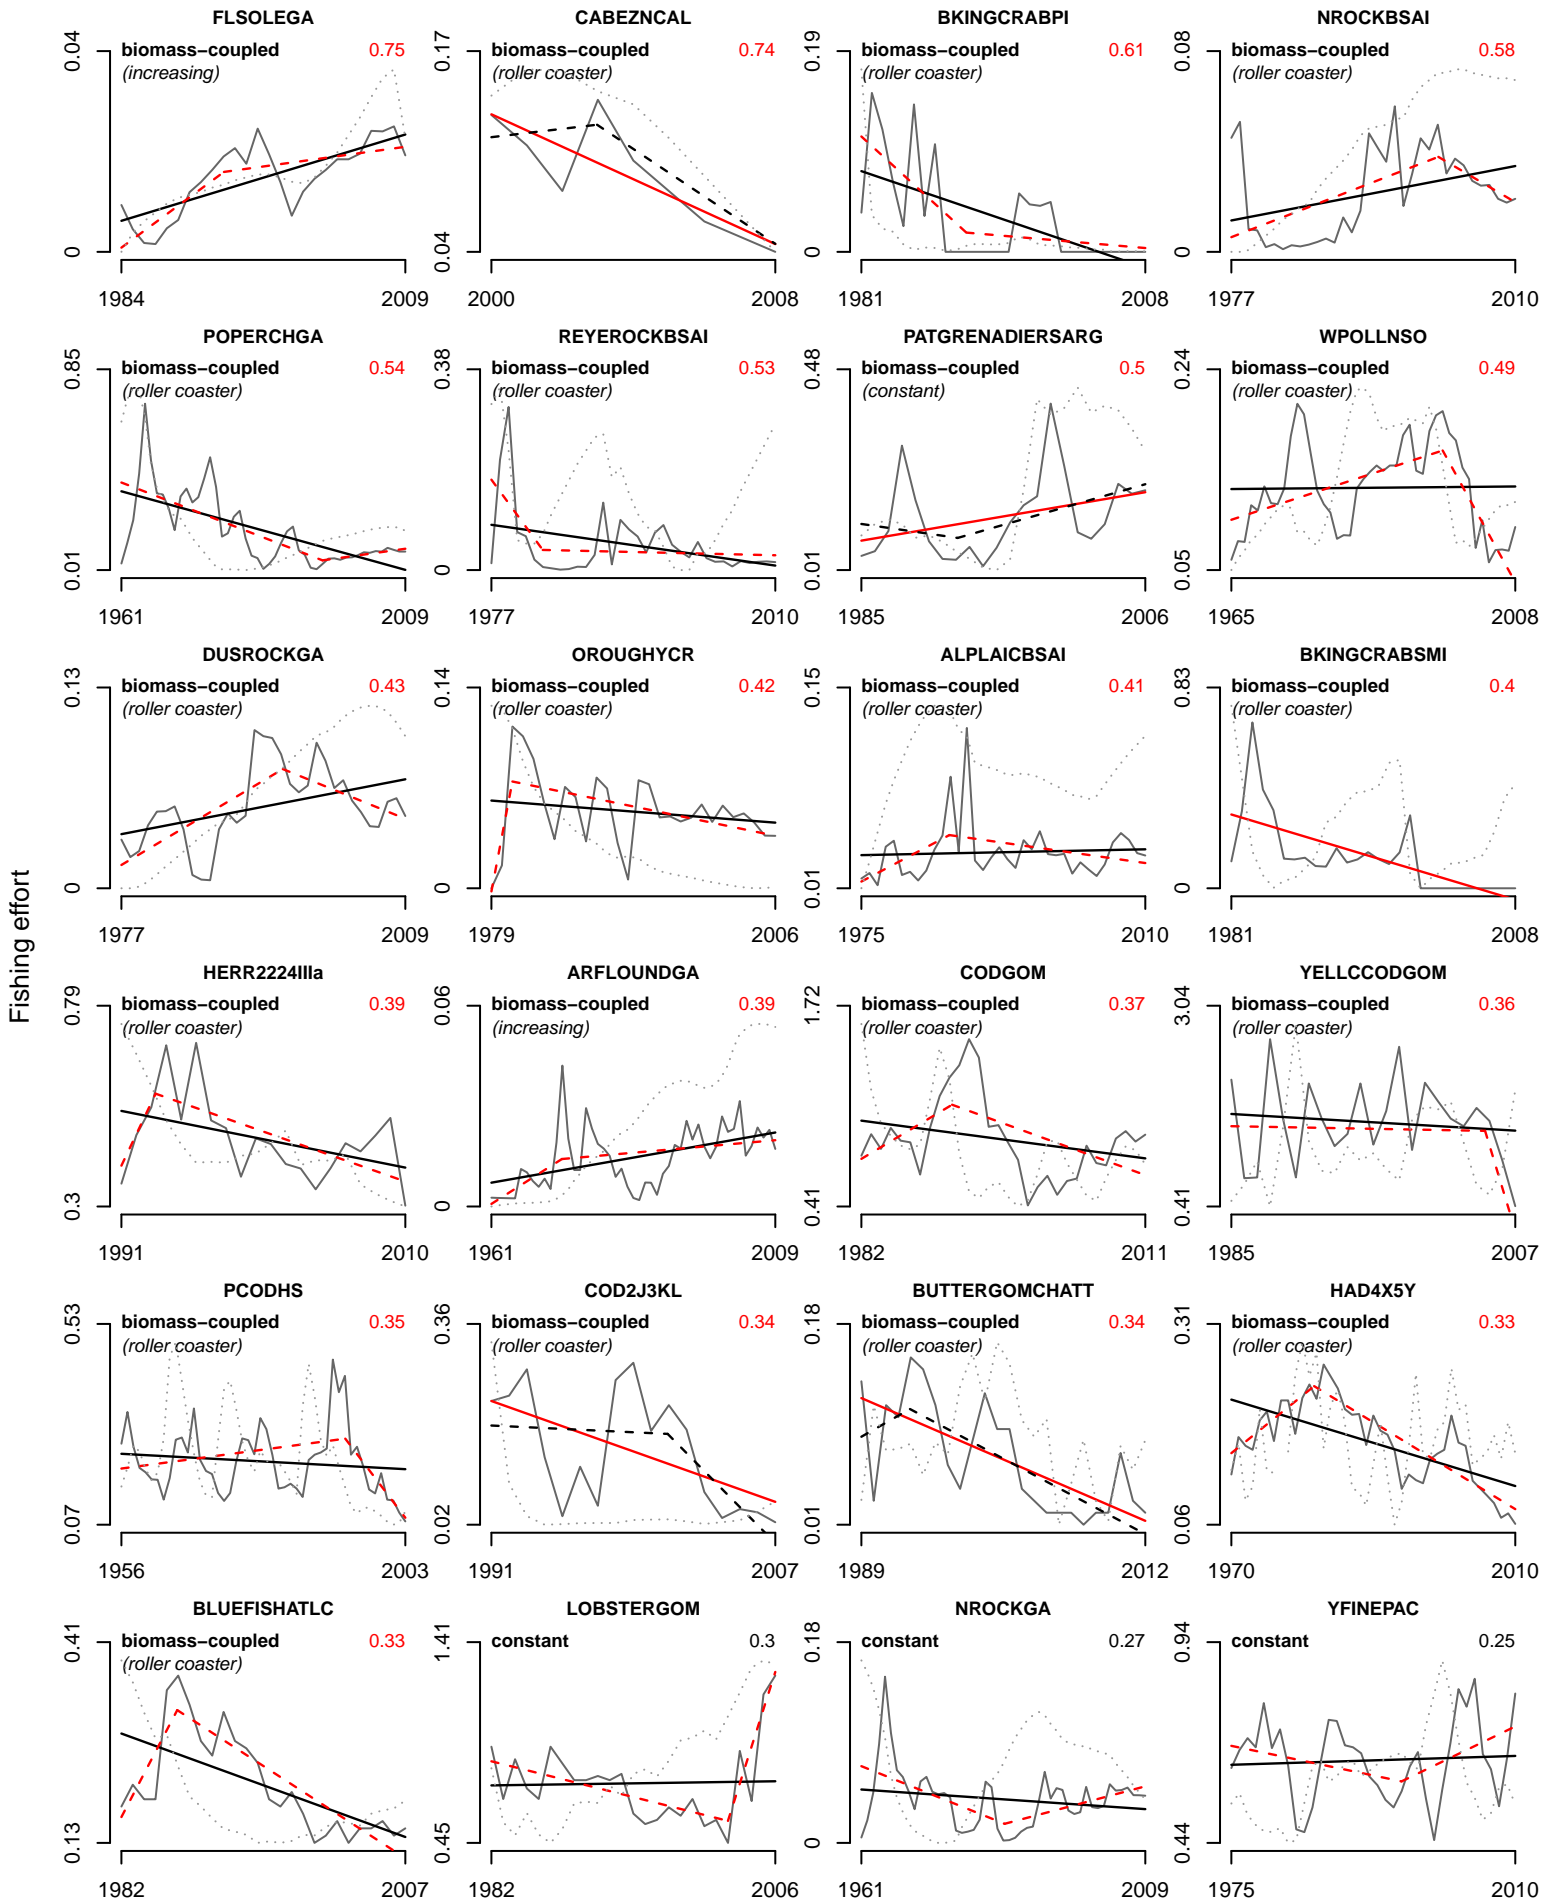 FLSOLEGA
CABEZNCAL
BKINGCRABPI
NROCKBSAI
0.04
biomass−coupled
0.75
(increasing)
0
1984
2009
0.17
biomass−coupled
0.74
(roller coaster)
0.04
2000
2008
0.19
biomass−coupled
0.61
(roller coaster)
0
1981
2008
0.08
biomass−coupled
0.58
(roller coaster)
0
1977
2010
POPERCHGA
REYEROCKBSAI
PATGRENADIERSARG
WPOLLNSO
0.85
biomass−coupled
0.54
(roller coaster)
0.01
1961
2009
0.38
biomass−coupled
0.53
(roller coaster)
0
1977
2010
0.48
biomass−coupled
0.5
(constant)
0.01
1985
2006
0.24
biomass−coupled
0.49
(roller coaster)
0.05
1965
2008
DUSROCKGA
OROUGHYCR
ALPLAICBSAI
BKINGCRABSMI
0.13
biomass−coupled
0.43
(roller coaster)
0
1977
2009
0.14
biomass−coupled
0.42
(roller coaster)
0
1979
2006
0.15
biomass−coupled
0.41
(roller coaster)
0.01
1975
2010
0.83
biomass−coupled
0.4
(roller coaster)
0
1981
2008
Fishing effort
HERR2224IIIa
ARFLOUNDGA
CODGOM
YELLCCODGOM
0.79
biomass−coupled
0.39
(roller coaster)
0.3
1991
2010
0.06
biomass−coupled
0.39
(increasing)
0
1961
2009
1.72
biomass−coupled
0.37
(roller coaster)
0.41
1982
2011
3.04
biomass−coupled
0.36
(roller coaster)
0.41
1985
2007
PCODHS
COD2J3KL
BUTTERGOMCHATT
HAD4X5Y
0.53
biomass−coupled
0.35
(roller coaster)
0.07
1956
2003
0.36
biomass−coupled
0.34
(roller coaster)
0.02
1991
2007
0.18
biomass−coupled
0.34
(roller coaster)
0.01
1989
2012
0.31
biomass−coupled
0.33
(roller coaster)
0.06
1970
2010
BLUEFISHATLC
LOBSTERGOM
NROCKGA
YFINEPAC
0.41
biomass−coupled
0.33
(roller coaster)
0.13
1982
2007
1.41
constant
0.3
0.45
1982
2006
0.18
constant
0.27
0
1961
2009
0.94
constant
0.25
0.44
1975
2010